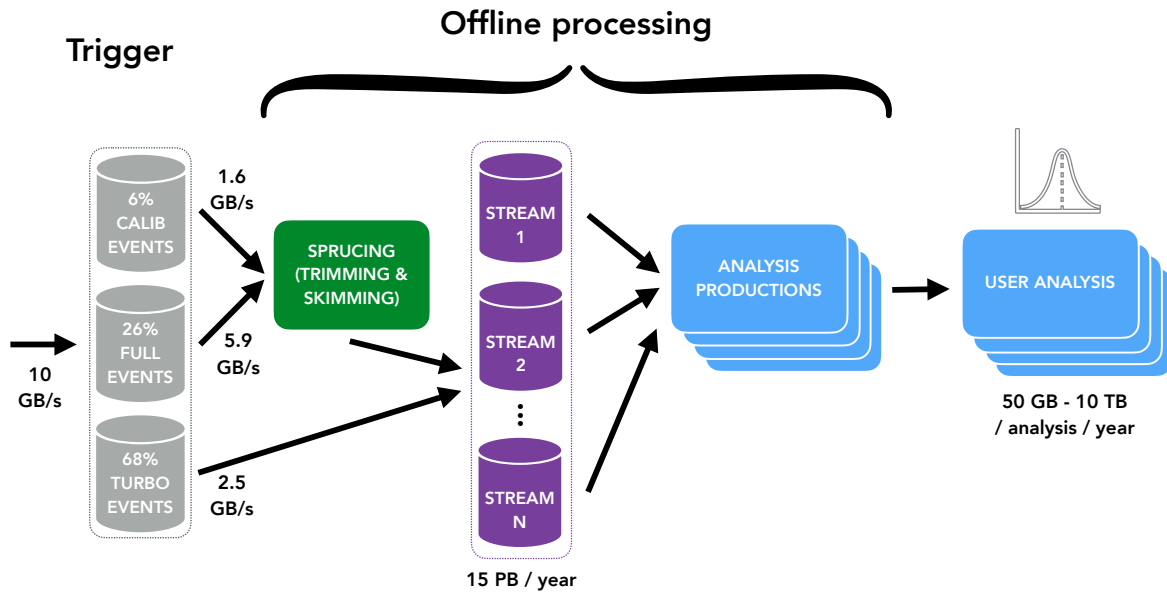 Offline processing
Trigger
10
GB/s
6%
CALIB
EVENTS
26%
FULL
EVENTS
68%
TURBO
EVENTS
1.6
GB/s
5.9
GB/s
2.5
GB/s
SPRUCING
(TRIMMING &
SKIMMING)
STREAM
1
STREAM
2
STREAM
N
15 PB / year
ANALYSIS
PRODUCTIONS
USER ANALYSIS
50 GB - 10 TB
/ analysis / year